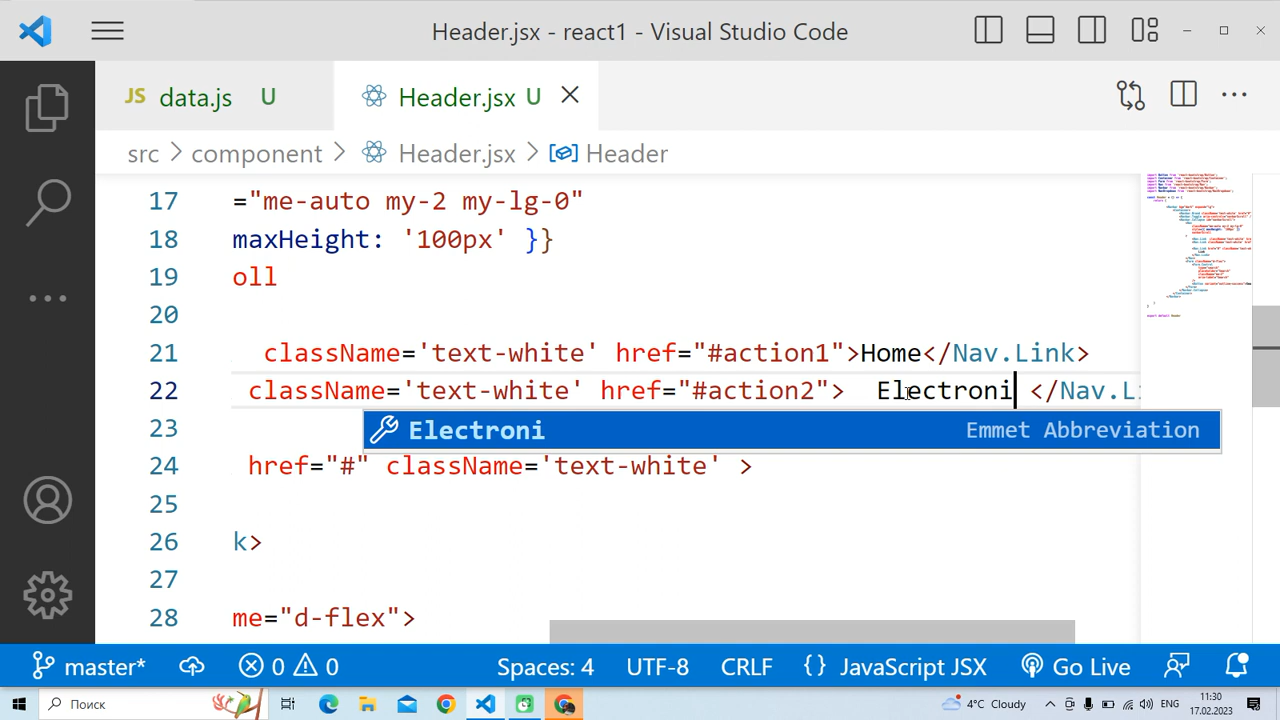 Header.jsx - react1 - Visual Studio Code
JS data.js U
Header.jsx U
src > component > Header.jsx > Header
17 ="me-auto my-2 my-lg-0"
18 maxHeight: '100px' }}
19 oll
20
21 className='text-white' href="#action1">Home</Nav.Link>
22 className='text-white' href="#action2"> Electroni </Nav.Li
Electroni Emmet Abbreviation
23
24 href="#" className='text-white' >
25
26 k>
27
28 me="d-flex">
master* 0 0 Spaces: 4 UTF-8 CRLF {} JavaScript JSX Go Live
Поиск 4°C Cloudy 11:30
17.02.2023